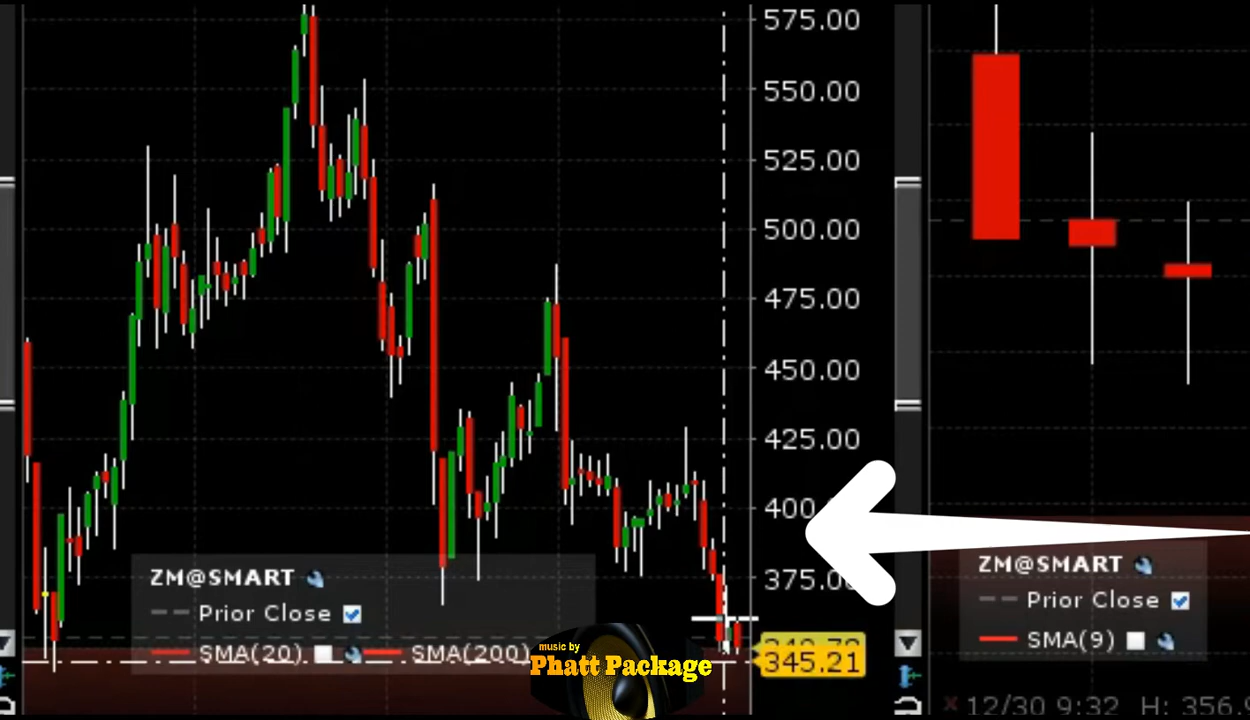 575.00
550.00
525.00
500.00
475.00
450.00
425.00
400
375.0
ZM@SMART
Prior Close
SMA(20)
SMA(200)
345.21
music by
Phatt Package
ZM@SMART
Prior Close
SMA(9)
12/30 9:32 H: 356.